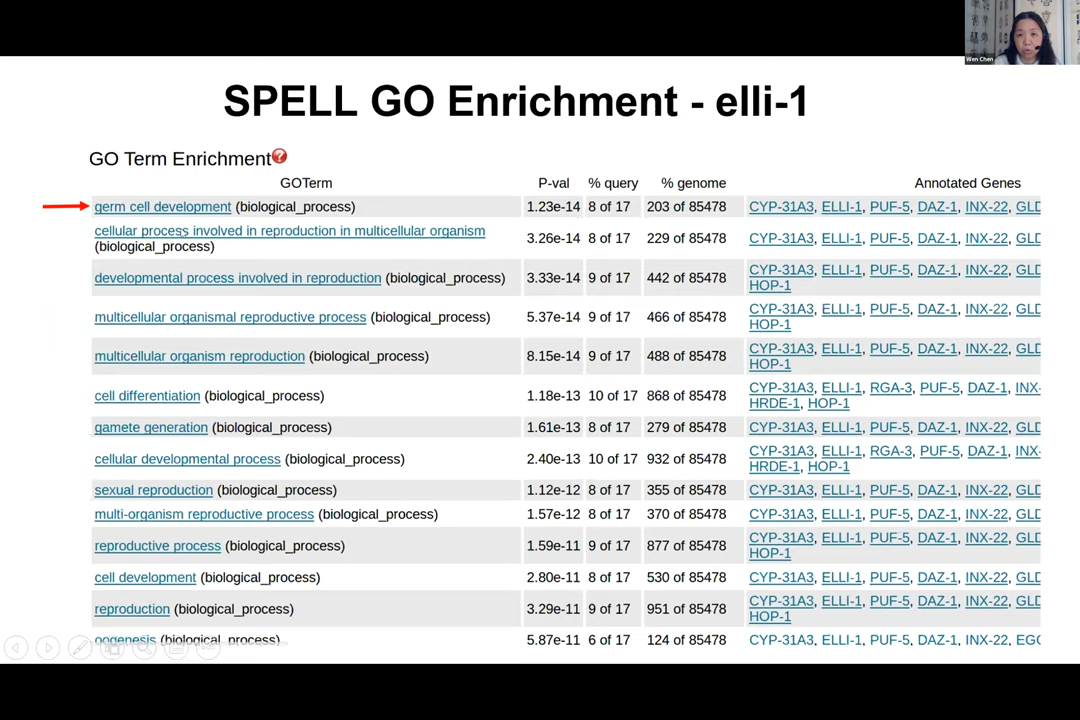 Wen Chen
SPELL GO Enrichment - elli-1
GO Term Enrichment?
GOTerm P-val % query % genome Annotated Genes
germ cell development (biological_process) 1.23e-14 8 of 17 203 of 85478 CYP-31A3, ELLI-1, PUF-5, DAZ-1, INX-22, GLD
cellular process involved in reproduction in multicellular organism
(biological_process) 3.26e-14 8 of 17 229 of 85478 CYP-31A3, ELLI-1, PUF-5, DAZ-1, INX-22, GLD
developmental process involved in reproduction (biological_process) 3.33e-14 9 of 17 442 of 85478 CYP-31A3, ELLI-1, PUF-5, DAZ-1, INX-22, GLD
HOP-1
multicellular organismal reproductive process (biological_process) 5.37e-14 9 of 17 466 of 85478 CYP-31A3, ELLI-1, PUF-5, DAZ-1, INX-22, GLD
HOP-1
multicellular organism reproduction (biological_process) 8.15e-14 9 of 17 488 of 85478 CYP-31A3, ELLI-1, PUF-5, DAZ-1, INX-22, GLD
HOP-1
cell differentiation (biological_process) 1.18e-13 10 of 17 868 of 85478 CYP-31A3, ELLI-1, RGA-3, PUF-5, DAZ-1, INX-
HRDE-1, HOP-1
gamete generation (biological_process) 1.61e-13 8 of 17 279 of 85478 CYP-31A3, ELLI-1, PUF-5, DAZ-1, INX-22, GLD
cellular developmental process (biological_process) 2.40e-13 10 of 17 932 of 85478 CYP-31A3, ELLI-1, RGA-3, PUF-5, DAZ-1, INX-
HRDE-1, HOP-1
sexual reproduction (biological_process) 1.12e-12 8 of 17 355 of 85478 CYP-31A3, ELLI-1, PUF-5, DAZ-1, INX-22, GLD
multi-organism reproductive process (biological_process) 1.57e-12 8 of 17 370 of 85478 CYP-31A3, ELLI-1, PUF-5, DAZ-1, INX-22, GLD
reproductive process (biological_process) 1.59e-11 9 of 17 877 of 85478 CYP-31A3, ELLI-1, PUF-5, DAZ-1, INX-22, GLD
HOP-1
cell development (biological_process) 2.80e-11 8 of 17 530 of 85478 CYP-31A3, ELLI-1, PUF-5, DAZ-1, INX-22, GLD
reproduction (biological_process) 3.29e-11 9 of 17 951 of 85478 CYP-31A3, ELLI-1, PUF-5, DAZ-1, INX-22, GLD
HOP-1
oogenesis (biological_process) 5.87e-11 6 of 17 124 of 85478 CYP-31A3, ELLI-1, PUF-5, DAZ-1, INX-22, EGO